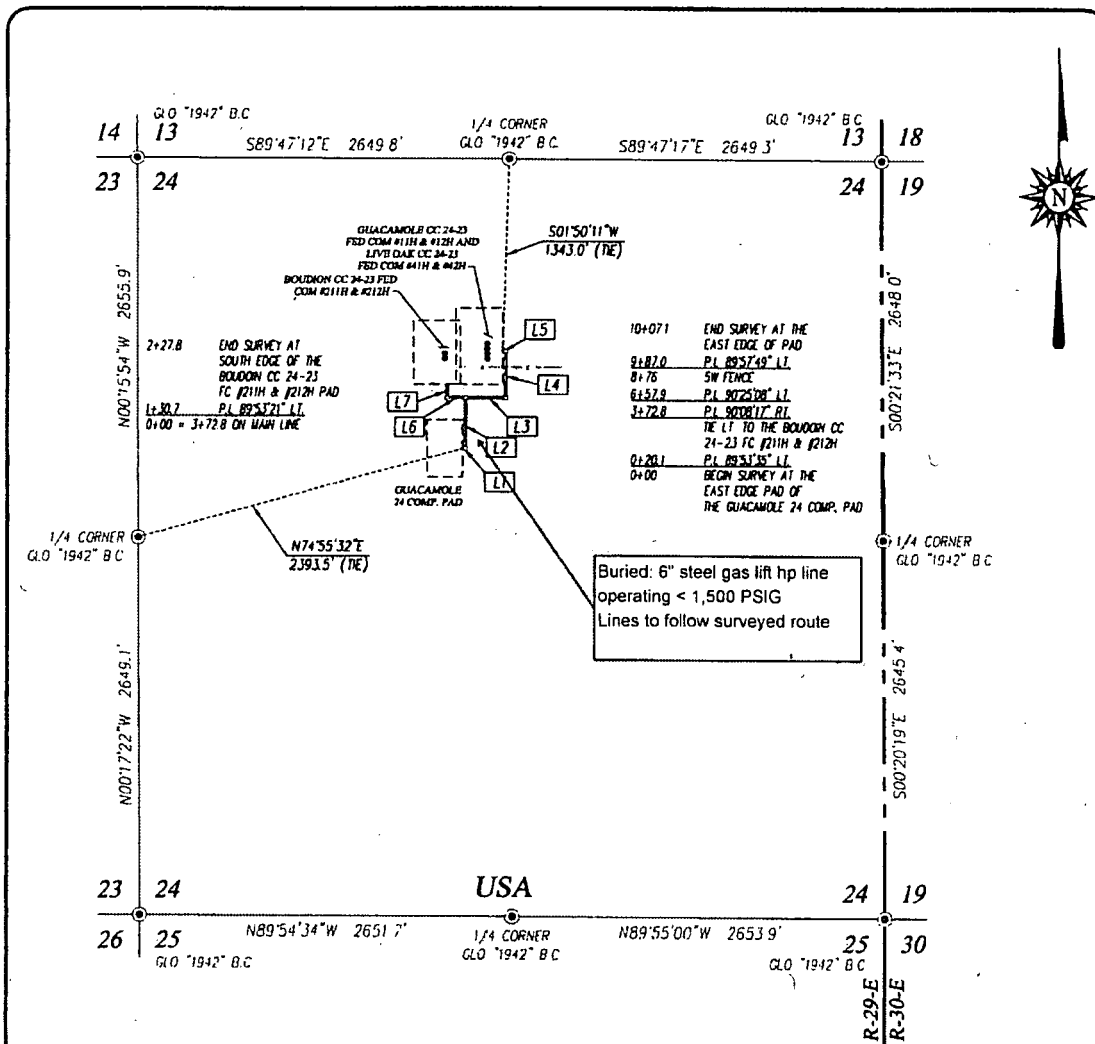 GLO "1942" B.C
14 13
S89°47'12"E 2649.8'
1/4 CORNER
GLO "1942" B.C.
S89°47'17"E 2649.3'
GLO "1942" B.C
13 18
23 24
24 19
N
GUACAMOLE CC 24-23
FED COM #11H & #12H AND
LIVE OAK CC 24-23
FED COM #41H & #42H
S01°50'11"W
1343.0' (TIE)
BOUDION CC 24-23 FED
COM #211H & #212H
N00°15'54"W 2655.9'
S00°21'33"E 2648.0'
2+27.8 END SURVEY AT
SOUTH EDGE OF THE
BOUDOIN CC 24-23
FC #211H & #212H PAD
1+30.7 P.I. 89°53'21" LT.
0+00 = 3+72.8 ON MAIN LINE
L5
L4
L7
L6
L3
L2
L1
10+07.1 END SURVEY AT THE
EAST EDGE OF PAD
9+87.0 P.I. 89°57'49" LT.
8+76 5W FENCE
6+57.9 P.I. 90°25'08" LT.
3+72.8 P.I. 90°08'17" RT.
TIE LT. TO THE BOUDOIN CC
24-23 FC #211H & #212H
0+20.1 P.I. 89°53'35" LT.
0+00 BEGIN SURVEY AT THE
EAST EDGE PAD OF
THE GUACAMOLE 24 COMP. PAD
GUACAMOLE
24 COMP. PAD
1/4 CORNER
GLO "1942" B.C
N74°55'32"E
2393.5' (TIE)
1/4 CORNER
GLO "1942" B.C
Buried: 6" steel gas lift hp line
operating < 1,500 PSIG
Lines to follow surveyed route
N00°17'22"W 2649.1'
S00°20'19"E 2645.4'
23 24
USA
24 19
26 25
N89°54'34"W 2651.7'
1/4 CORNER
GLO "1942" B.C
N89°55'00"W 2653.9'
25 30
GLO "1942" B.C
GLO "1942" B.C
R-29-E
R-30-E